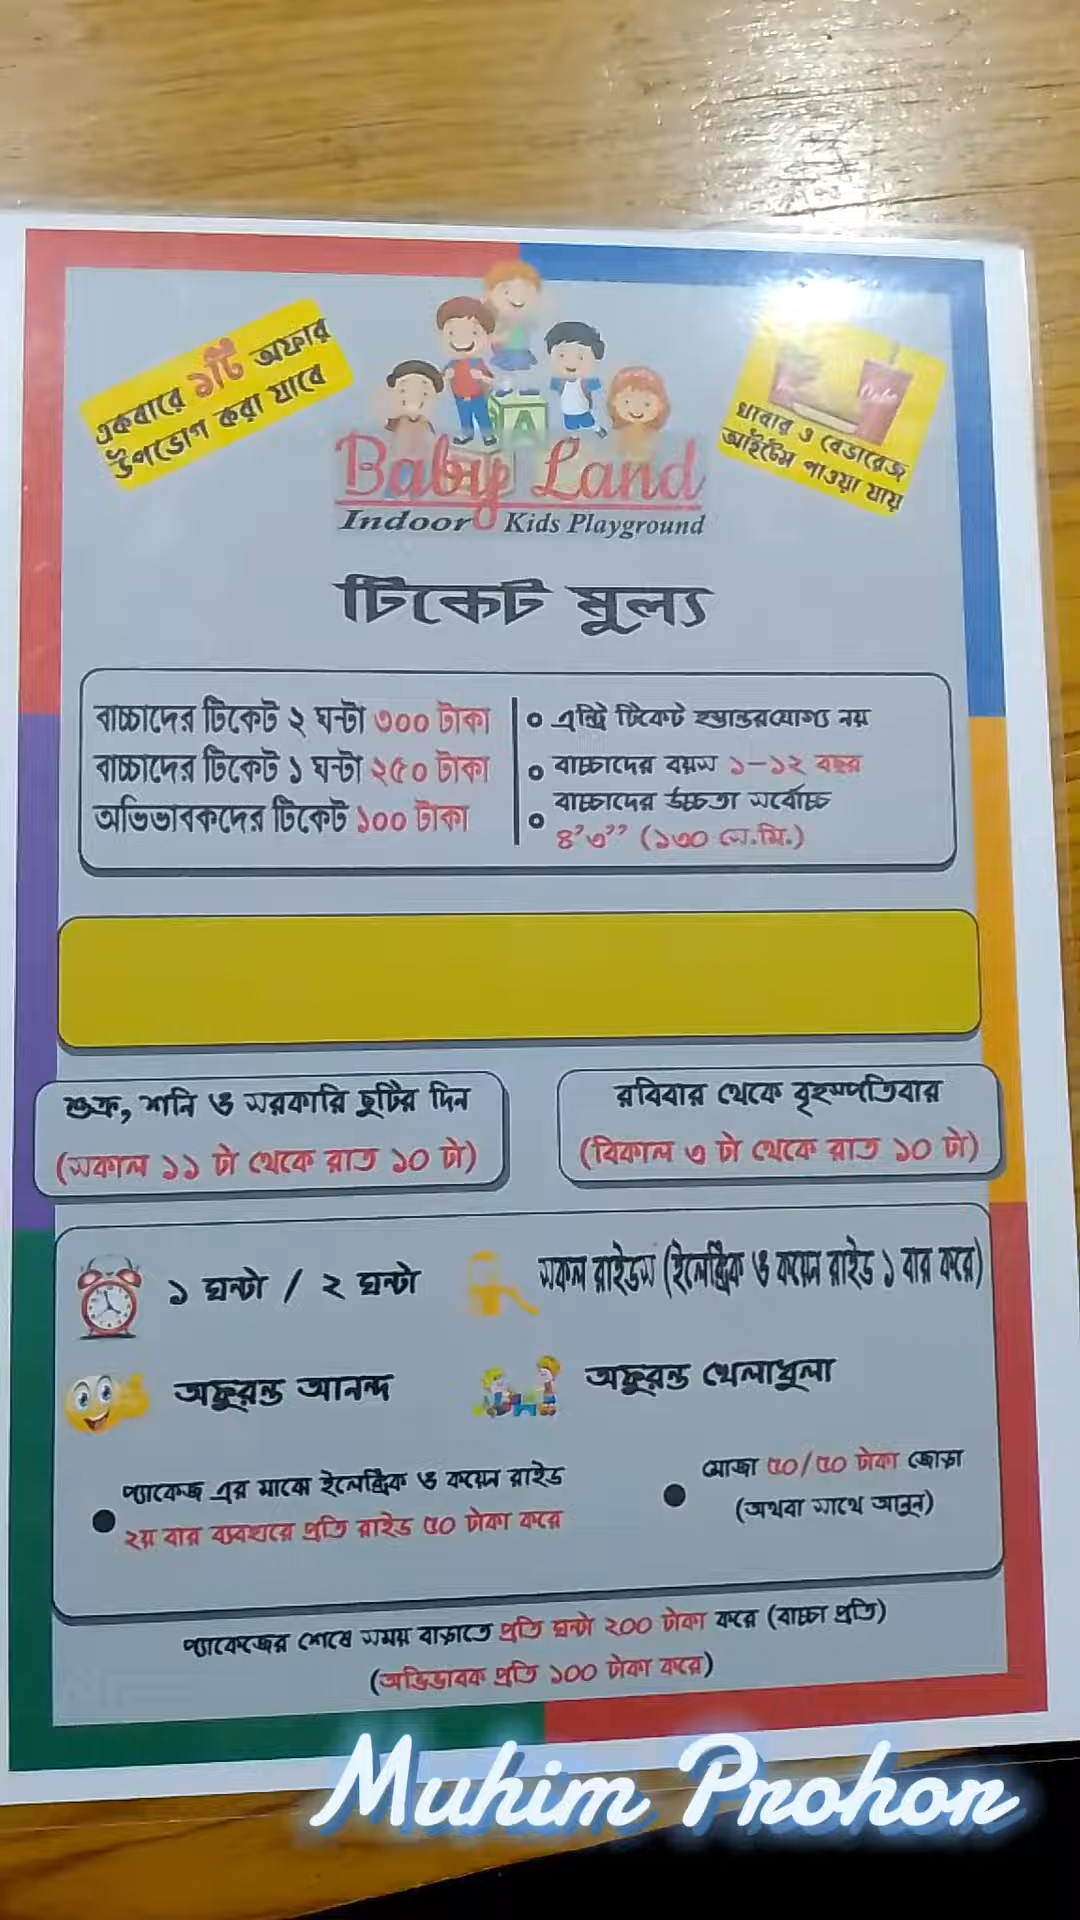 একবারে ১টি অফার
উপভোগ করা যাবে
খাবার ও বেভারেজ
আইটেম পাওয়া যায়
Baby Land
Indoor Kids Playground
টিকেট মূল্য
বাচ্চাদের টিকেট ২ ঘন্টা ৩০০ টাকা
বাচ্চাদের টিকেট ১ ঘন্টা ২৫০ টাকা
অভিভাবকদের টিকেট ১০০ টাকা
এন্ট্রি টিকেট হস্তান্তরযোগ্য নয়
বাচ্চাদের বয়স ১-১২ বছর
বাচ্চাদের উচ্চতা সর্বোচ্চ
৪’৩’’ (১৩০ সে.মি.)
শুক্র, শনি ও সরকারি ছুটির দিন
(সকাল ১১ টা থেকে রাত ১০ টা)
রবিবার থেকে বৃহস্পতিবার
(বিকাল ৩ টা থেকে রাত ১০ টা)
১ ঘন্টা / ২ ঘন্টা
সকল রাইডস (ইলেক্ট্রিক ও কয়েন রাইড ১ বার করে)
অফুরন্ত আনন্দ
অফুরন্ত খেলাধুলা
প্যাকেজ এর মাঝে ইলেক্ট্রিক ও কয়েন রাইড
২য় বার ব্যবহারে প্রতি রাইড ৫০ টাকা করে
মোজা ৫০/৫০ টাকা জোড়া
(অথবা সাথে আনুন)
প্যাকেজের শেষে সময় বাড়াতে প্রতি ঘন্টা ২০০ টাকা করে (বাচ্চা প্রতি)
(অভিভাবক প্রতি ১০০ টাকা করে)
Muhim Prohor